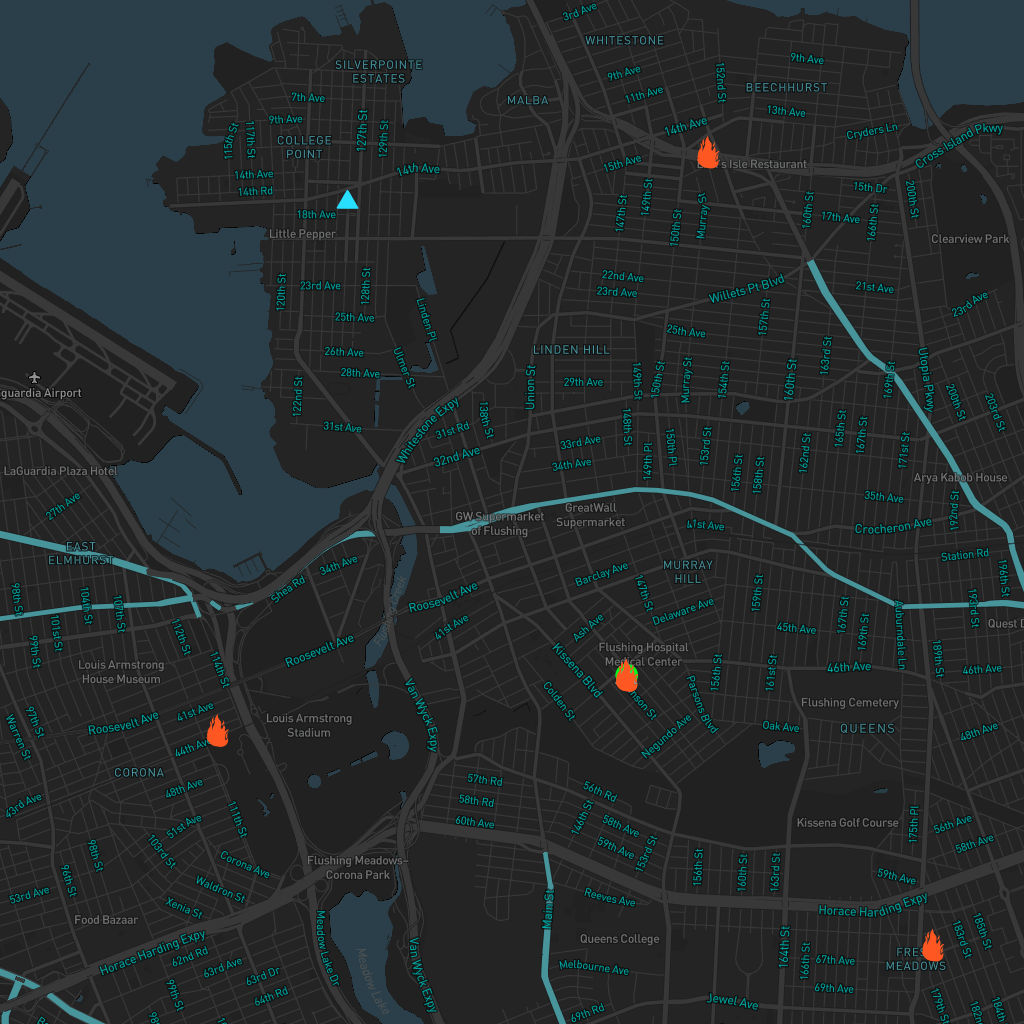 3rd Ave
WHITESTONE
SILVERPOINTE
ESTATES
9th Ave
9th Ave
152nd St
11th Ave
BEECHHURST
7th Ave
MALBA
13th Ave
9th Ave
127th St
129th St
115th St
117th St
14th Ave
Cryders Ln
Cross Island Pkwy
COLLEGE
POINT
14th Ave
15th Ave
14th Ave
14th Rd
15th Dr
147th St
149th St
150th St
Murray St
160th St
166th St
200th St
18th Ave
17th Ave
Little Pepper
Clearview Park
120th St
23rd Ave
128th St
22nd Ave
23rd Ave
Willets Pt Blvd
21st Ave
23rd Ave
25th Ave
Linden Pl
25th Ave
157th St
163rd St
26th Ave
28th Ave
Ulmer St
LINDEN HILL
169th St
Utopia Pkwy
200th St
203rd St
122nd St
Union St
29th Ave
149th St
150th St
Murray St
154th St
160th St
guardia Airport
31st Ave
Whitestone Expy
31st Rd
138th St
32nd Ave
33rd Ave
34th Ave
148th St
149th Pl
150th Pl
153rd St
156th St
158th St
162nd St
165th St
167th St
171st St
LaGuardia Plaza Hotel
27th Ave
Arya Kabob House
35th Ave
192nd St
GW Supermarket
of Flushing
GreatWall
Supermarket
41st Ave
Crocheron Ave
EAST
ELMHURST
34th Ave
Shea Rd
Station Rd
196th St
MURRAY
HILL
Barclay Ave
147th St
98th St
104th St
107th St
101st St
99th St
112th St
Roosevelt Ave
41st Ave
Ash Ave
Delaware Ave
159th St
45th Ave
167th St
169th St
Auburndale Ln
193rd St
189th St
Quest D
Roosevelt Ave
Flushing Hospital
Medical Center
Louis Armstrong
House Museum
114th St
Kissena Blvd
156th St
161st St
46th Ave
46th Ave
Colden St
Parsons Blvd
Flushing Cemetery
Warren St
97th St
Roosevelt Ave
41st Ave
Louis Armstrong
Stadium
Van Wyck Expy
Negundo Ave
Oak Ave
QUEENS
48th Ave
44th Av
CORONA
48th Ave
57th Rd
58th Rd
60th Ave
56th Rd
43rd Ave
51st Ave
111th St
146th St
58th Ave
59th Ave
153rd St
Kissena Golf Course
175th Pl
56th Ave
58th Ave
98th St
103rd St
Corona Ave
96th St
Flushing Meadows-
Corona Park
156th St
160th St
163rd St
59th Ave
53rd Ave
Waldron St
Xenia St
Reeves Ave
Horace Harding Expy
Food Bazaar
Main St
Horace Harding Expy
Meadow Lake Dr
Van Wyck Expy
Queens College
164th St
183rd St
185th St
62nd Rd
63rd Ave
63rd Dr
64th Rd
99th St
Meadow Lake
Melbourne Ave
166th St
67th Ave
MEADOWS
69th Ave
Jewel Ave
69th Rd
179th St